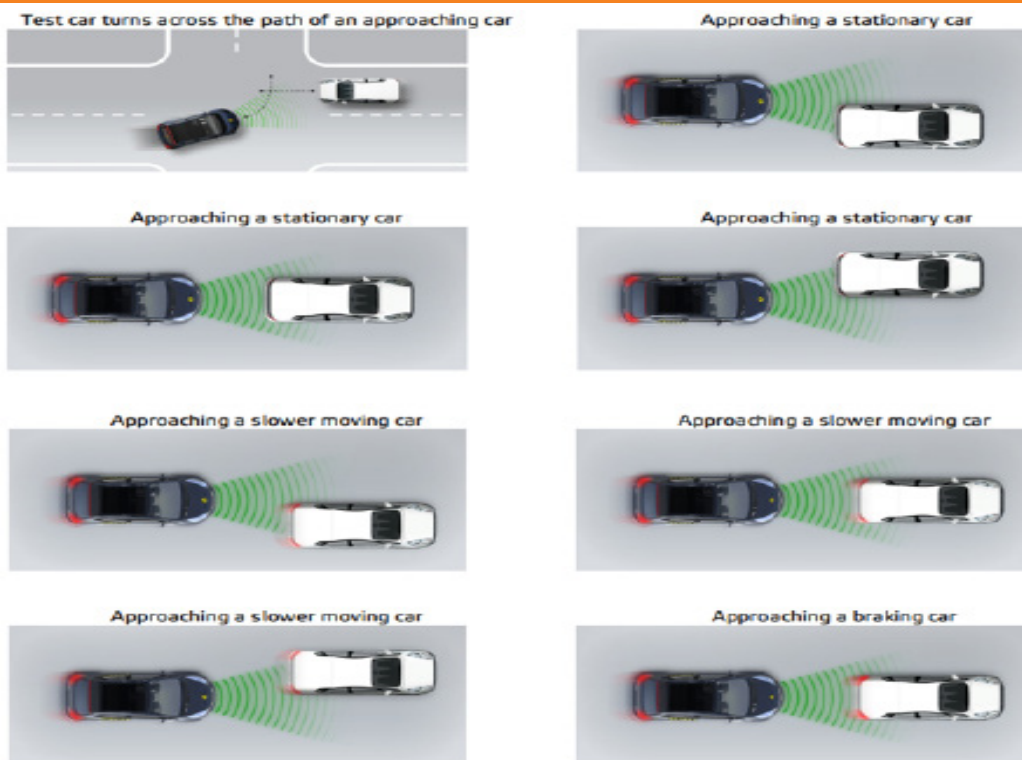 Test car turns across the path of an approaching car
Approaching a stationary car
Approaching a stationary car
Approaching a stationary car
Approaching a slower moving car
Approaching a slower moving car
Approaching a slower moving car
Approaching a braking car